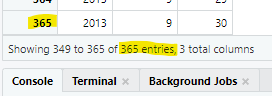 365 2013 9 30
Showing 349 to 365 of 365 entries, 3 total columns
Console Terminal × Background Jobs ×